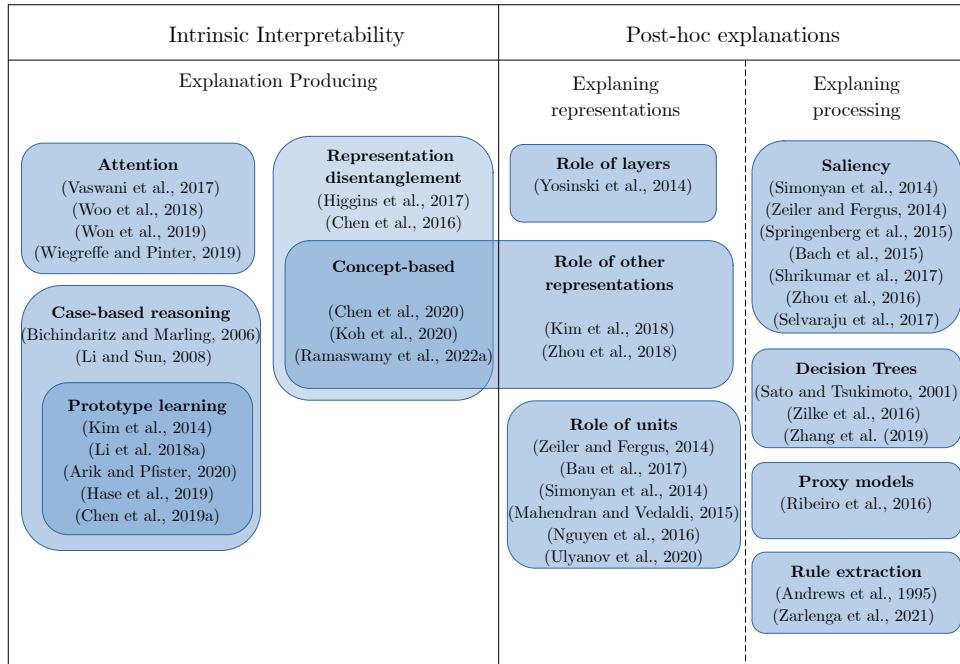 Intrinsic Interpretability
Post-hoc explanations
Explanation Producing
Explaning
representations
Explaning
processing
Attention
(Vaswani et al., 2017)
(Woo et al., 2018)
(Won et al., 2019)
(Wiegreffe and Pinter, 2019)
Case-based reasoning
(Bichindaritz and Marling, 2006)
(Li and Sun, 2008)
Prototype learning
(Kim et al., 2014)
(Li et al. 2018a)
(Arik and Pfister, 2020)
(Hase et al., 2019)
(Chen et al., 2019a)
Representation
disentanglement
(Higgins et al., 2017)
(Chen et al., 2016)
Concept-based
(Chen et al., 2020)
(Koh et al., 2020)
(Ramaswamy et al., 2022a)
Role of layers
(Yosinski et al., 2014)
Role of other
representations
(Kim et al., 2018)
(Zhou et al., 2018)
Role of units
(Zeiler and Fergus, 2014)
(Bau et al., 2017)
(Simonyan et al., 2014)
(Mahendran and Vedaldi, 2015)
(Nguyen et al., 2016)
(Ulyanov et al., 2020)
Saliency
(Simonyan et al., 2014)
(Zeiler and Fergus, 2014)
(Springenberg et al., 2015)
(Bach et al., 2015)
(Shrikumar et al., 2017)
(Zhou et al., 2016)
(Selvaraju et al., 2017)
Decision Trees
(Sato and Tsukimoto, 2001)
(Zilke et al., 2016)
(Zhang et al. (2019)
Proxy models
(Ribeiro et al., 2016)
Rule extraction
(Andrews et al., 1995)
(Zarlenga et al., 2021)